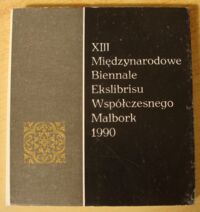 XIII
Międzynarodowe
Biennale
Ekslibrisu
Współczesnego
Malbork
1990